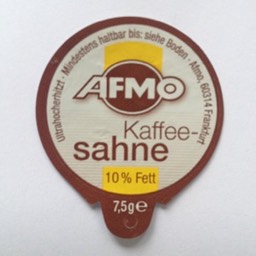 Ultrahocherhitzt · Mindestens haltbar bis: siehe Boden · Afmo, 60314 Frankfurt
AFMO
Kaffee-
sahne
10% Fett
7,5g℮